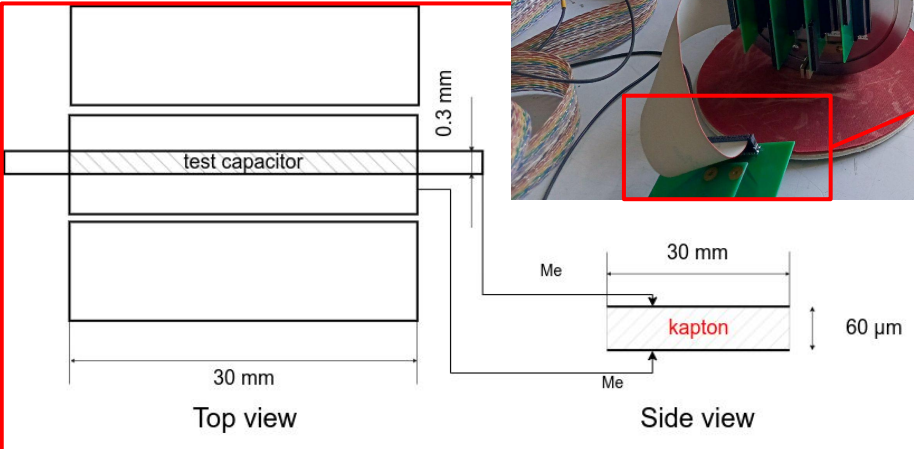 0.3 mm
test capacitor
30 mm
Me
kapton
60 μm
30 mm
Me
Top view
Side view